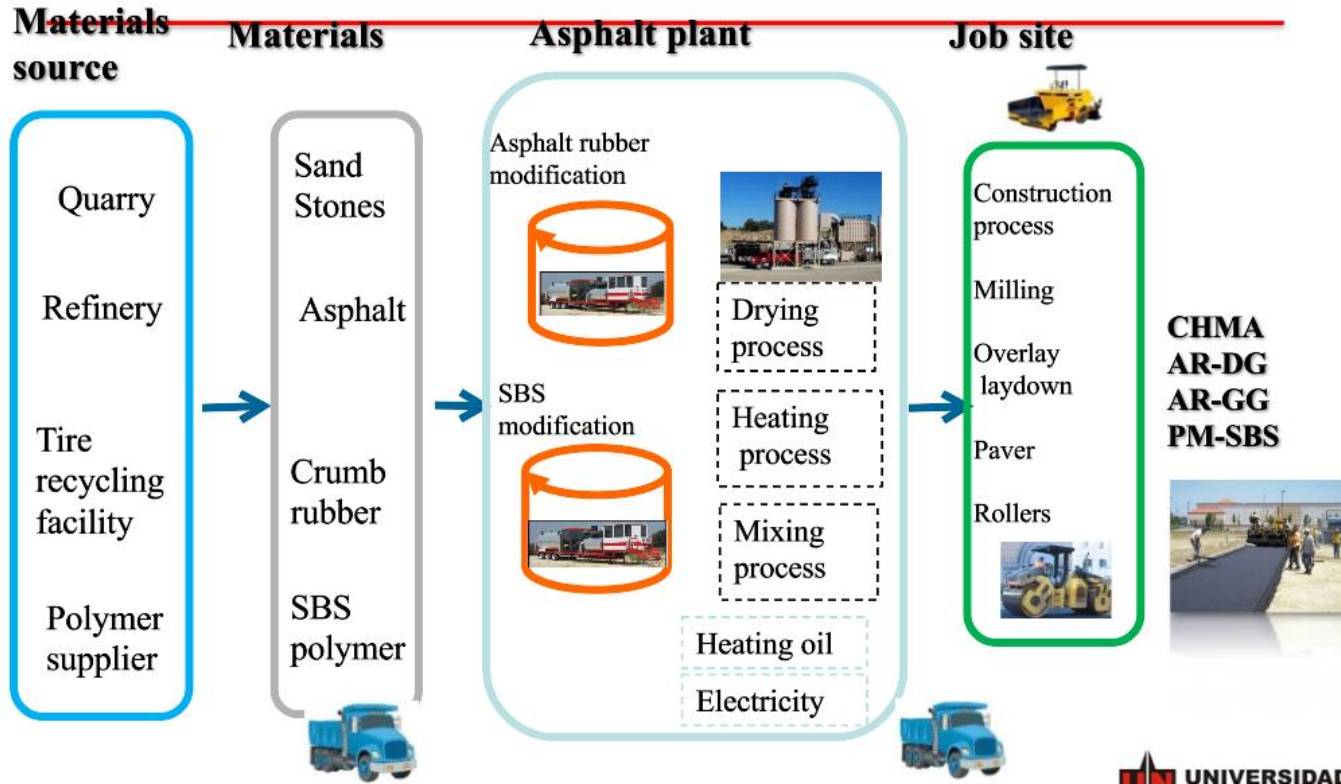 Materials
source
Materials
Asphalt plant
Job site
Quarry
Refinery
Tire
recycling
facility
Polymer
supplier
Sand
Stones
Asphalt
Crumb
rubber
SBS
polymer
Asphalt rubber
modification
SBS
modification
Drying
process
Heating
process
Mixing
process
Heating oil
Electricity
Construction
process
Milling
Overlay
laydown
Paver
Rollers
CHMA
AR-DG
AR-GG
PM-SBS
UNIVERSIDAD